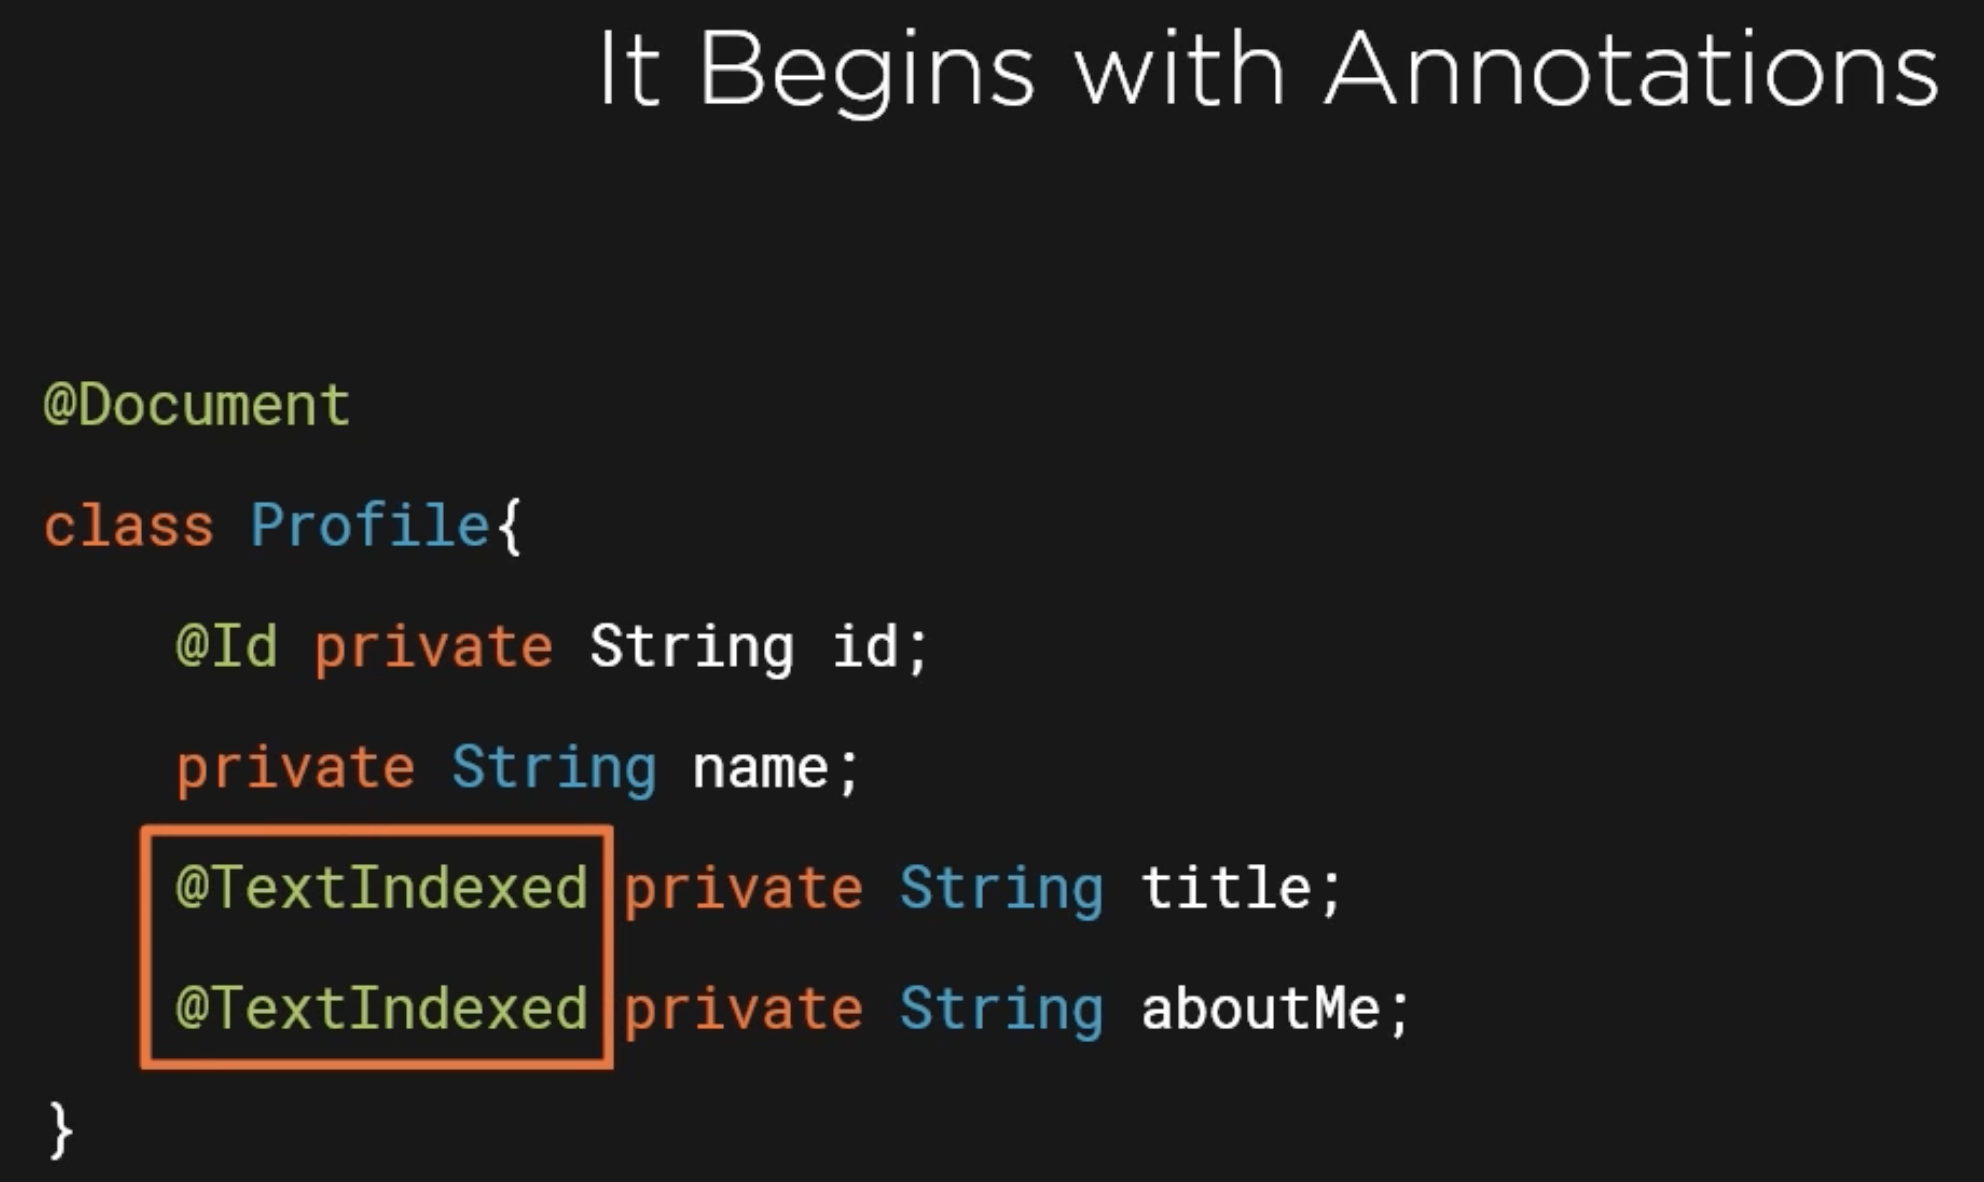 It Begins with Annotations
@Document
class Profile{
@Id private String id;
private String name;
@TextIndexed private String title;
@TextIndexed private String aboutMe;
}